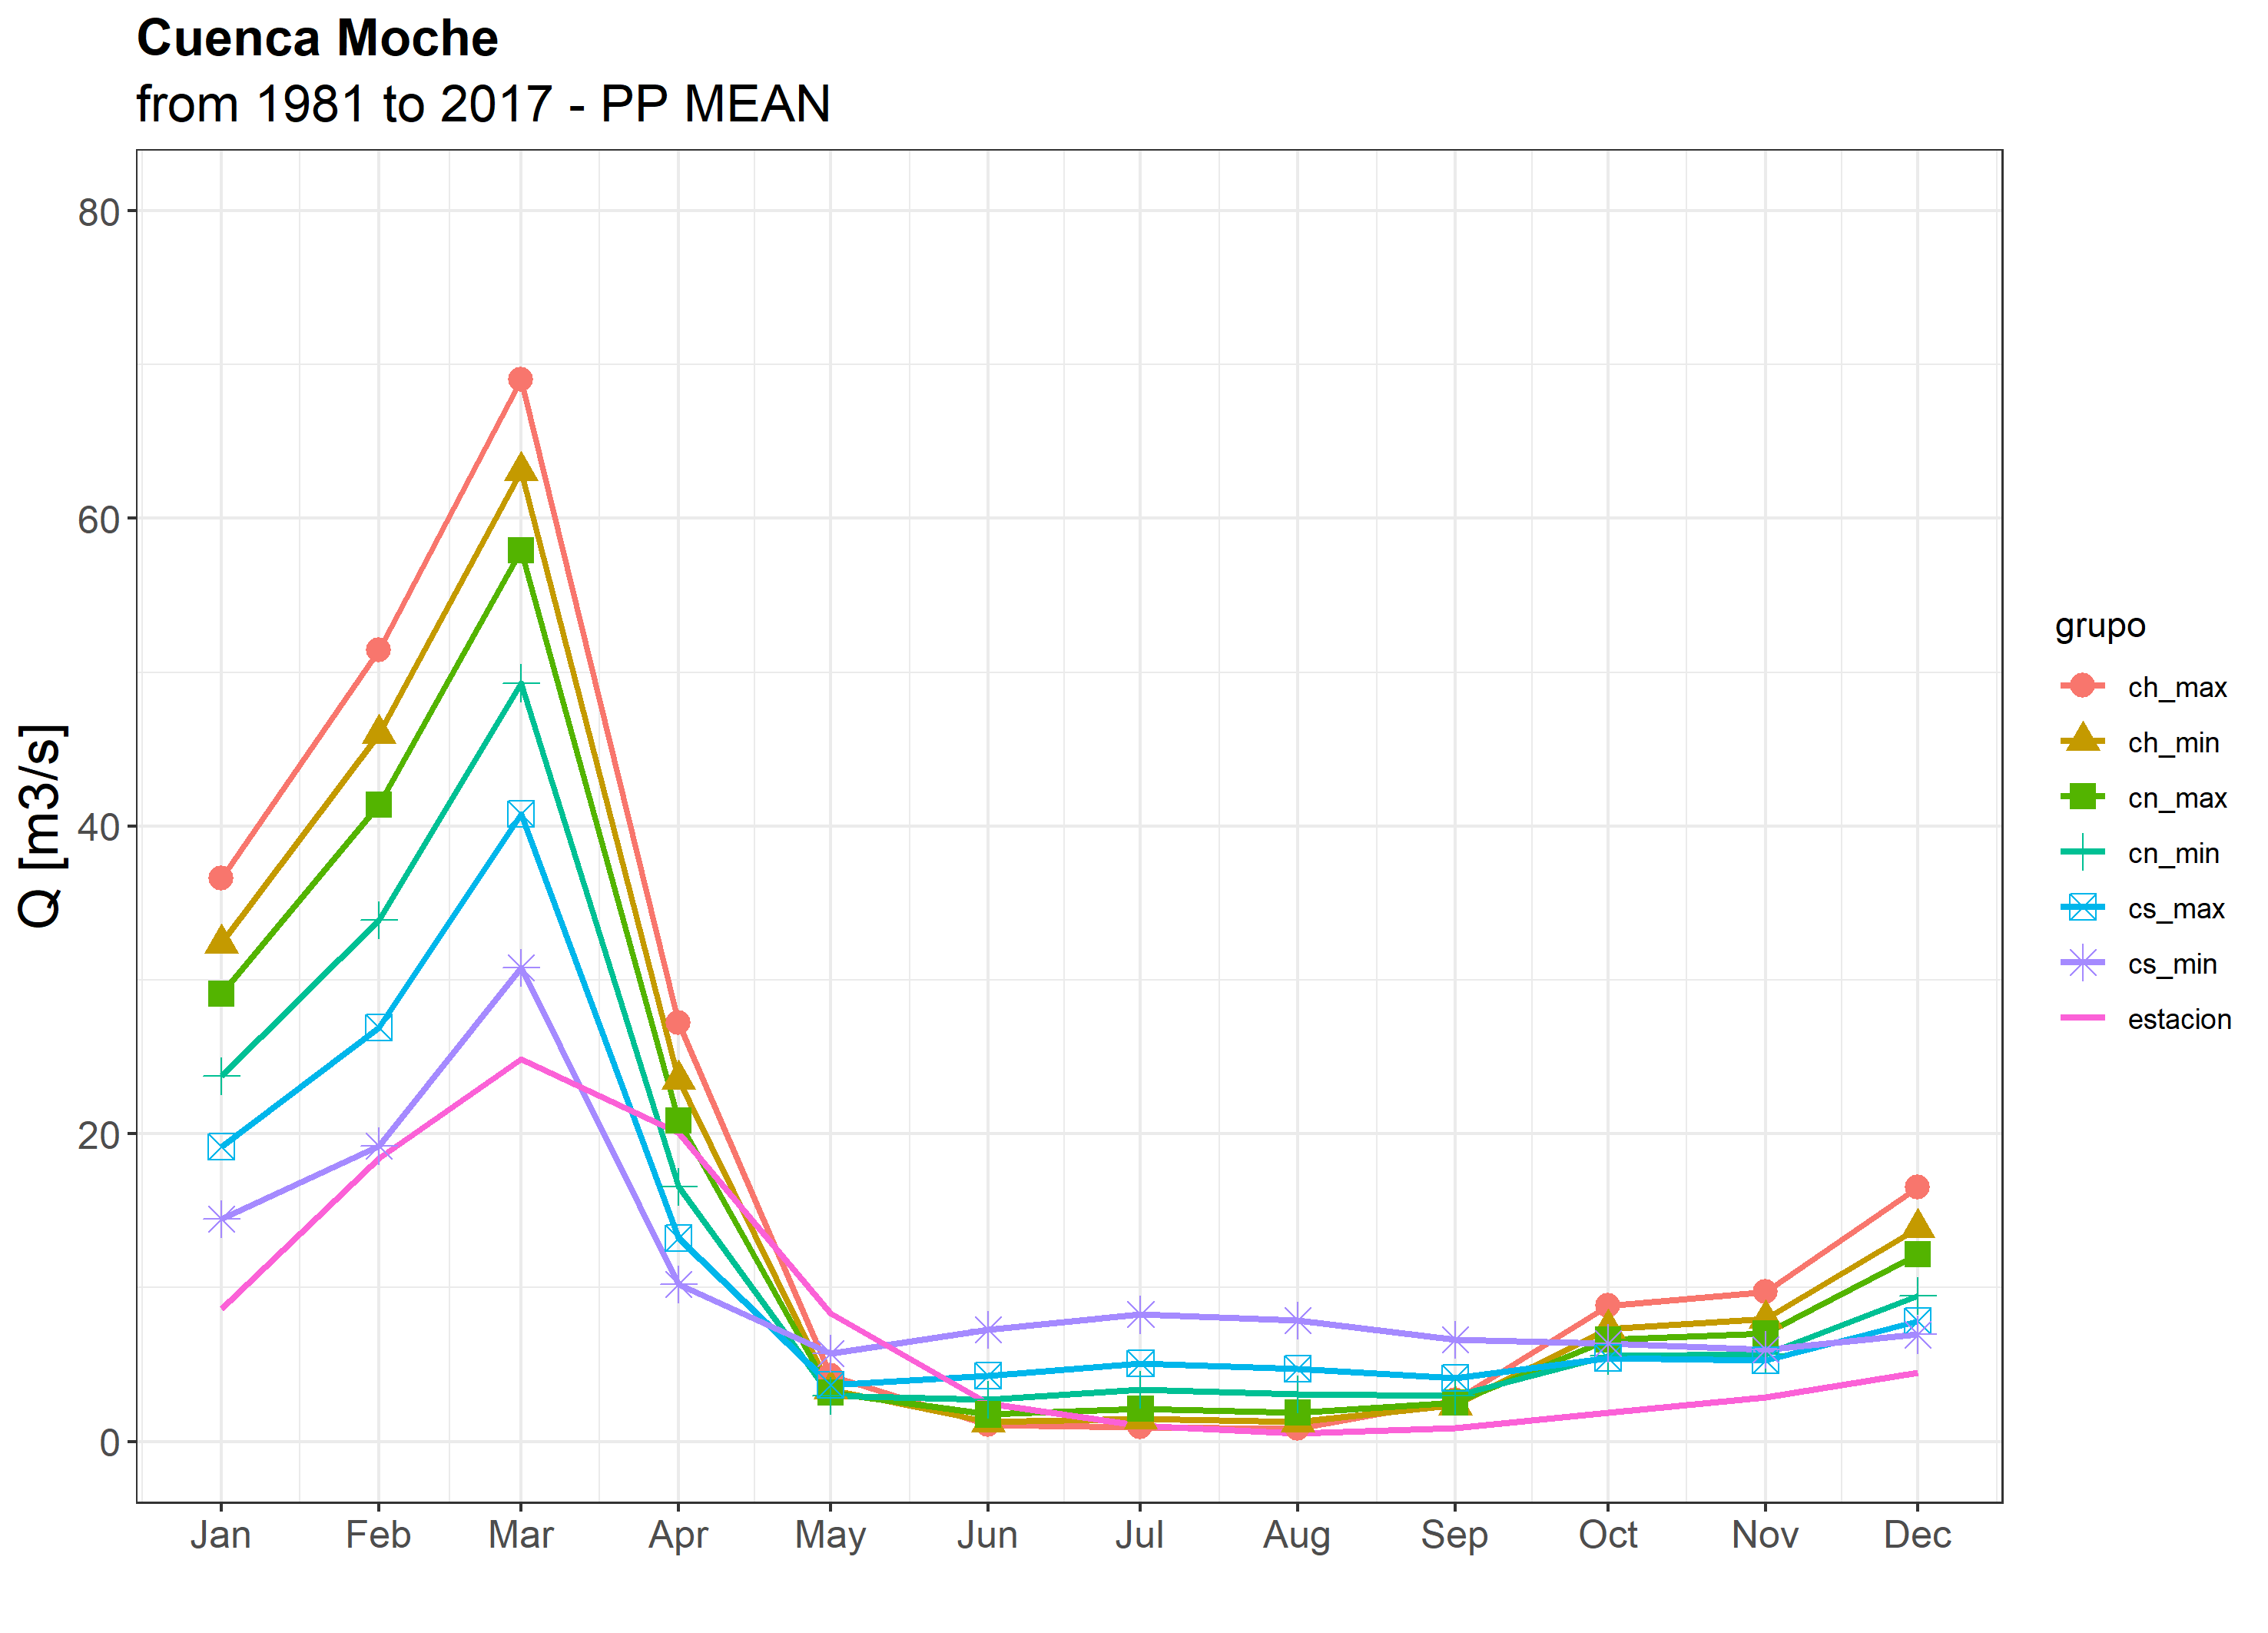 Cuenca Moche
from 1981 to 2017 - PP MEAN
80
60
40
20
0
Q [m3/s]
Jan Feb Mar Apr May Jun Jul Aug Sep Oct Nov Dec
grupo
ch_max
ch_min
cn_max
cn_min
cs_max
cs_min
estacion